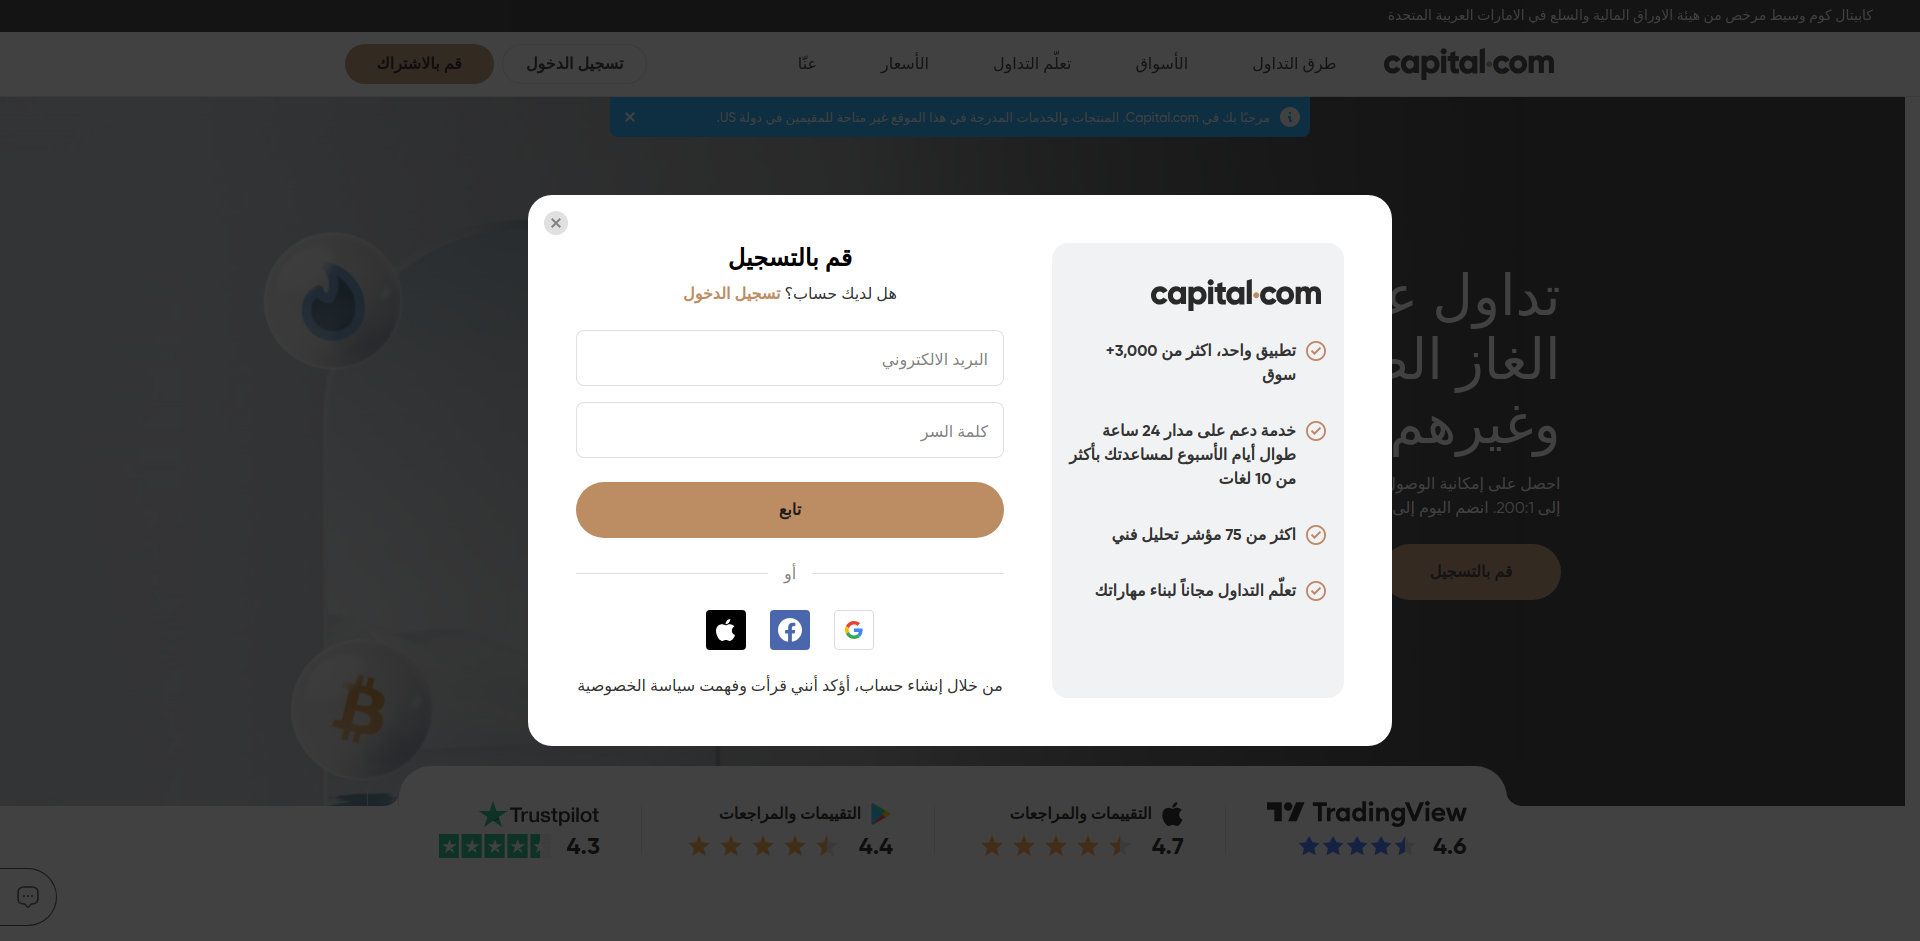 كابيتال كوم وسيط مرخص من هيئة الاوراق المالية والسلع في الامارات العربية المتحدة
capital.com
طرق التداول
الأسواق
تعلّم التداول
الأسعار
عنّا
تسجيل الدخول
قم بالاشتراك
مرحبًا بك في Capital.com. المنتجات والخدمات المدرجة في هذا الموقع غير متاحة للمقيمين في دولة US.
تداول
الغاز
وغيرهم
احصل على إمكانية الوصول
إلى 200:1. انضم اليوم إلى
قم بالتسجيل
capital.com
تطبيق واحد، اكثر من 3,000+
سوق
خدمة دعم على مدار 24 ساعة
طوال أيام الأسبوع لمساعدتك بأكثر
من 10 لغات
اكثر من 75 مؤشر تحليل فني
تعلّم التداول مجاناً لبناء مهاراتك
قم بالتسجيل
هل لديك حساب؟ تسجيل الدخول
البريد الالكتروني
كلمة السر
تابع
أو
من خلال إنشاء حساب، أؤكد أنني قرأت وفهمت سياسة الخصوصية
TradingView
4.6
التقييمات والمراجعات
4.7
التقييمات والمراجعات
4.4
Trustpilot
4.3